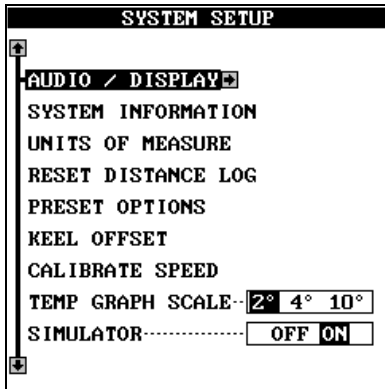 SYSTEM SETUP
AUDIO / DISPLAY
SYSTEM INFORMATION
UNITS OF MEASURE
RESET DISTANCE LOG
PRESET OPTIONS
KEEL OFFSET
CALIBRATE SPEED
TEMP GRAPH SCALE 2° 4° 10°
SIMULATOR OFF ON